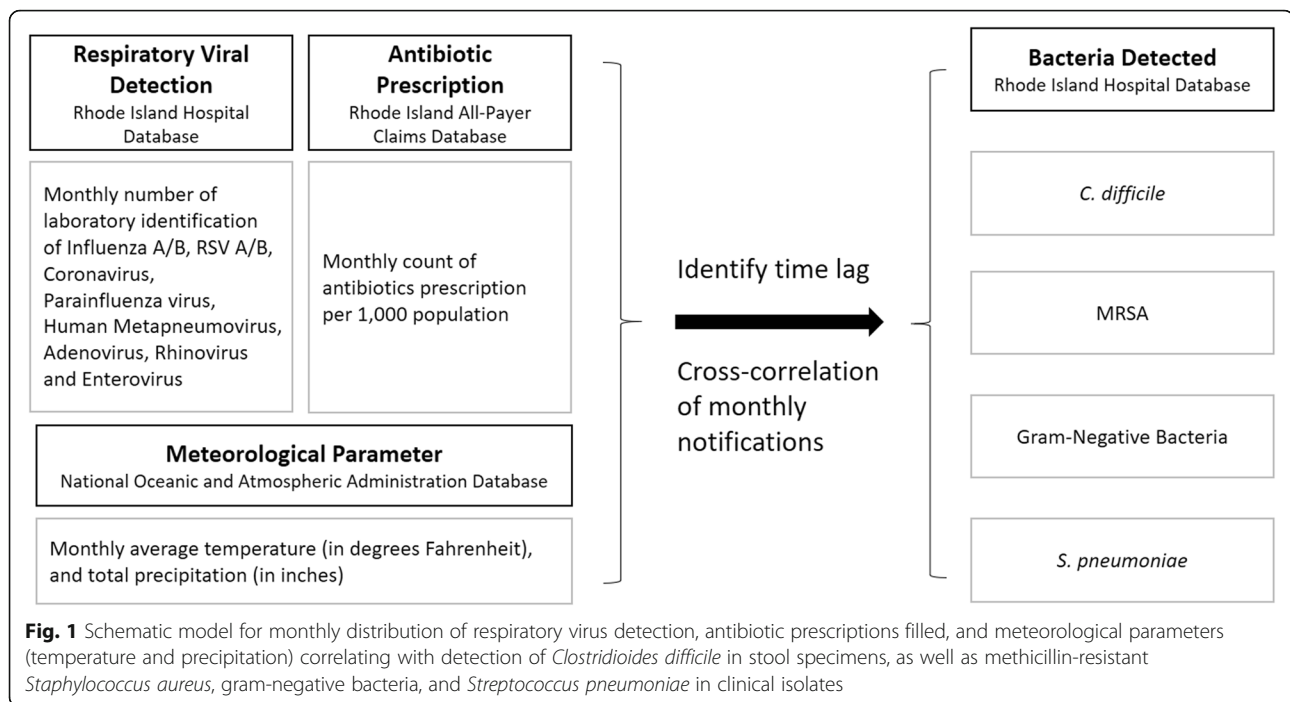 Respiratory Viral
Detection
Rhode Island Hospital
Database
Antibiotic
Prescription
Rhode Island All-Payer
Claims Database
Monthly number of
laboratory identification
of Influenza A/B, RSV A/B,
Coronavirus,
Parainfluenza virus,
Human Metapneumovirus,
Adenovirus, Rhinovirus
and Enterovirus
Monthly count of
antibiotics prescription
per 1,000 population
Meteorological Parameter
National Oceanic and Atmospheric Administration Database
Monthly average temperature (in degrees Fahrenheit),
and total precipitation (in inches)
Identify time lag
Cross-correlation
of monthly
notifications
Bacteria Detected
Rhode Island Hospital Database
C. difficile
MRSA
Gram-Negative Bacteria
S. pneumoniae
Fig. 1 Schematic model for monthly distribution of respiratory virus detection, antibiotic prescriptions filled, and meteorological parameters
(temperature and precipitation) correlating with detection of Clostridioides difficile in stool specimens, as well as methicillin-resistant
Staphylococcus aureus, gram-negative bacteria, and Streptococcus pneumoniae in clinical isolates